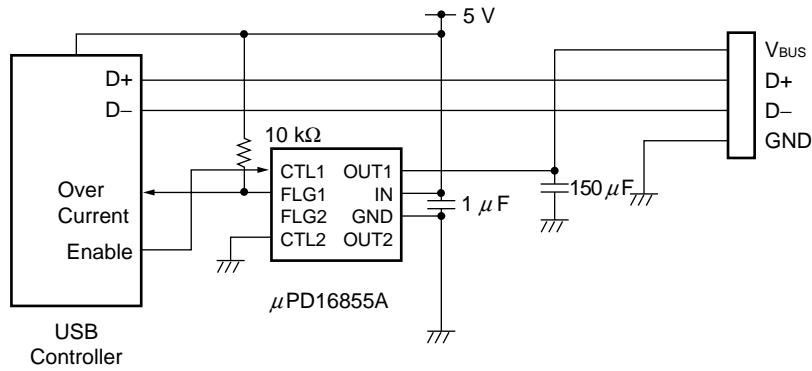 5 V
VBUS
D+
D+
D−
D−
GND
10 kΩ
CTL1
OUT1
Over
Current
FLG1
IN
150 μF
1 μF
FLG2
GND
Enable
CTL2
OUT2
μPD16855A
USB
Controller